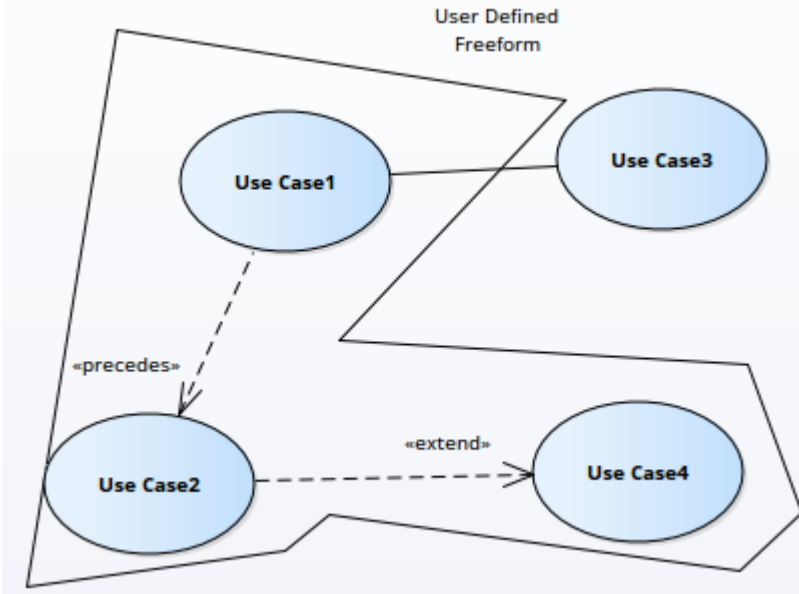 User Defined
Freeform
Use Case1
Use Case3
«precedes»
«extend»
Use Case2
Use Case4